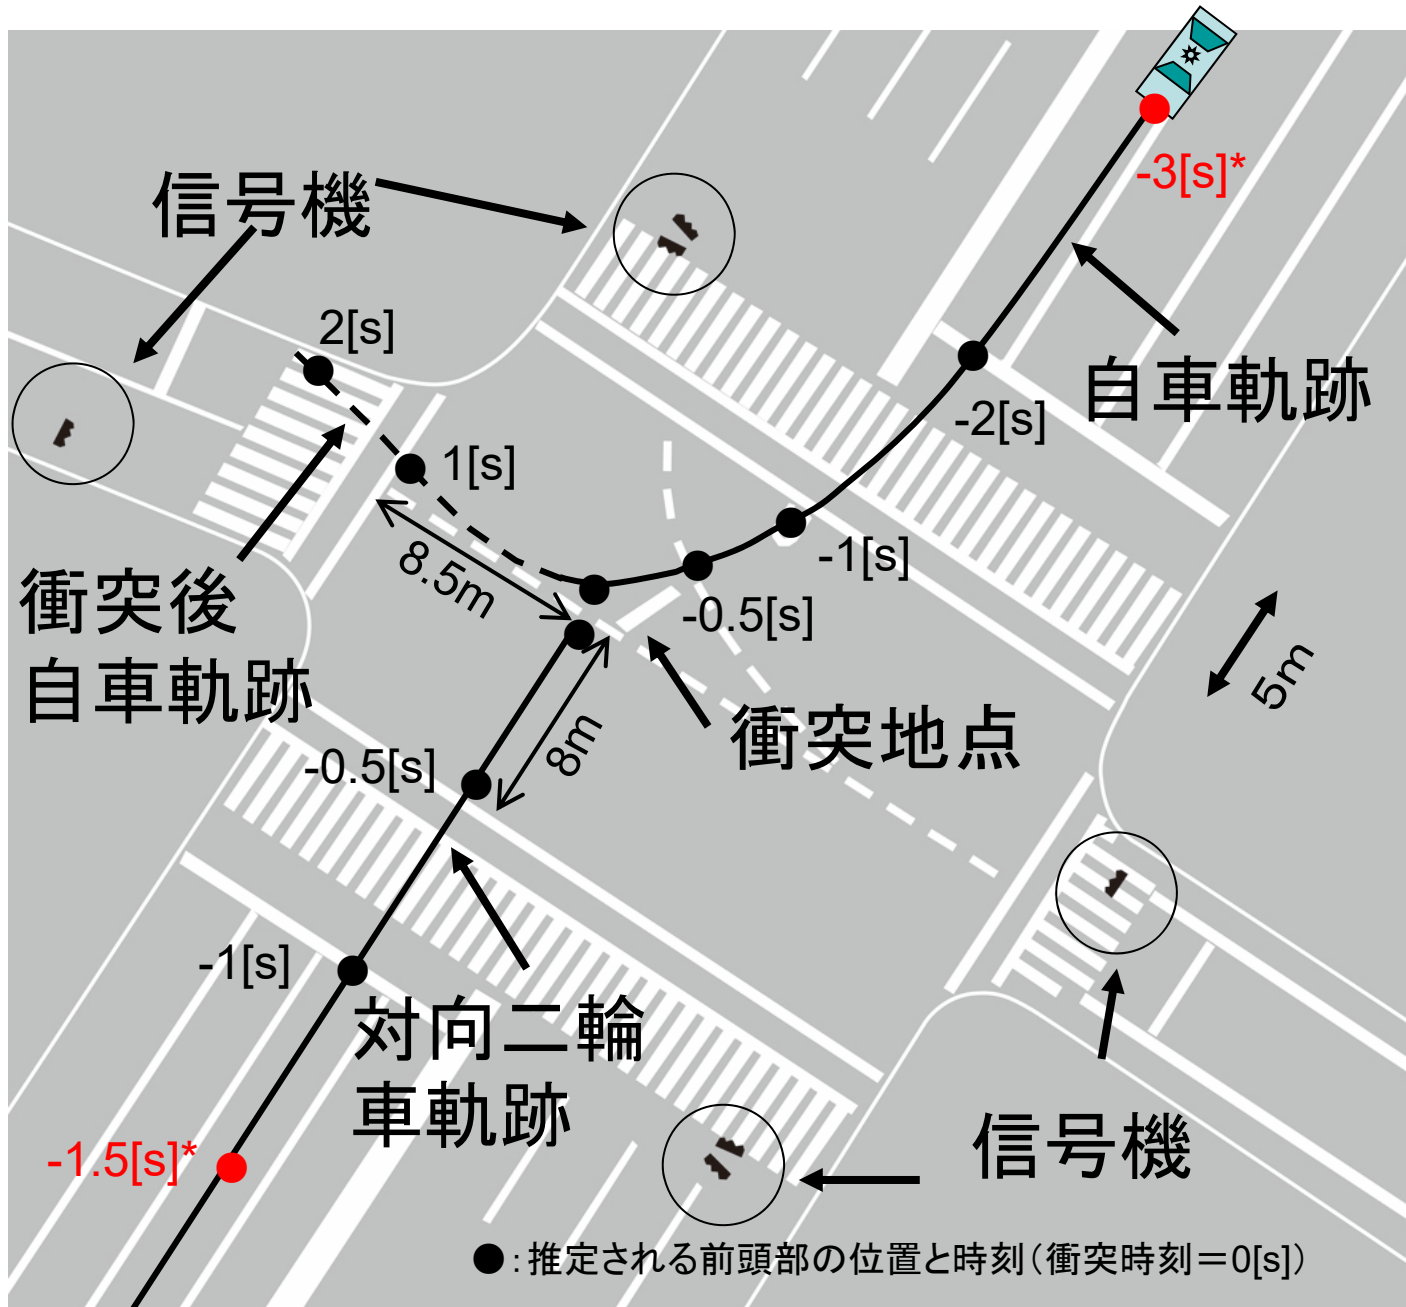 -3[s]*
信号機
2[s]
自車軌跡
-2[s]
1[s]
-1[s]
8.5m
衝突後
自車軌跡
-0.5[s]
5m
衝突地点
8m
-0.5[s]
-1[s]
対向二輪
車軌跡
-1.5[s]*
信号機
●：推定される前頭部の位置と時刻（衝突時刻＝0[s]）